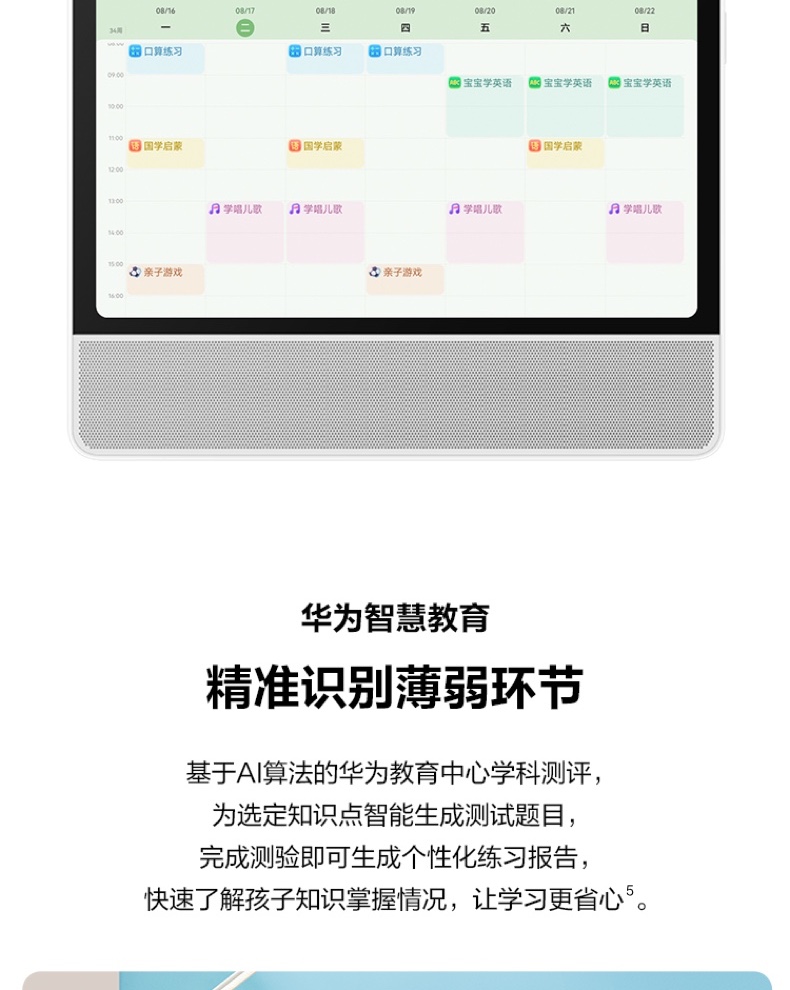 08/16 08/17 08/18 08/19 08/20 08/21 08/22
34周 一 二 三 四 五 六 日
08:00 口算练习 口算练习 口算练习
09:00 宝宝学英语 宝宝学英语 宝宝学英语
10:00
11:00 国学启蒙 国学启蒙 国学启蒙
12:00
13:00 学唱儿歌 学唱儿歌 学唱儿歌 学唱儿歌
14:00
15:00 亲子游戏 亲子游戏
16:00
华为智慧教育
精准识别薄弱环节
基于AI算法的华为教育中心学科测评，
为选定知识点智能生成测试题目，
完成测验即可生成个性化练习报告，
快速了解孩子知识掌握情况，让学习更省心5。